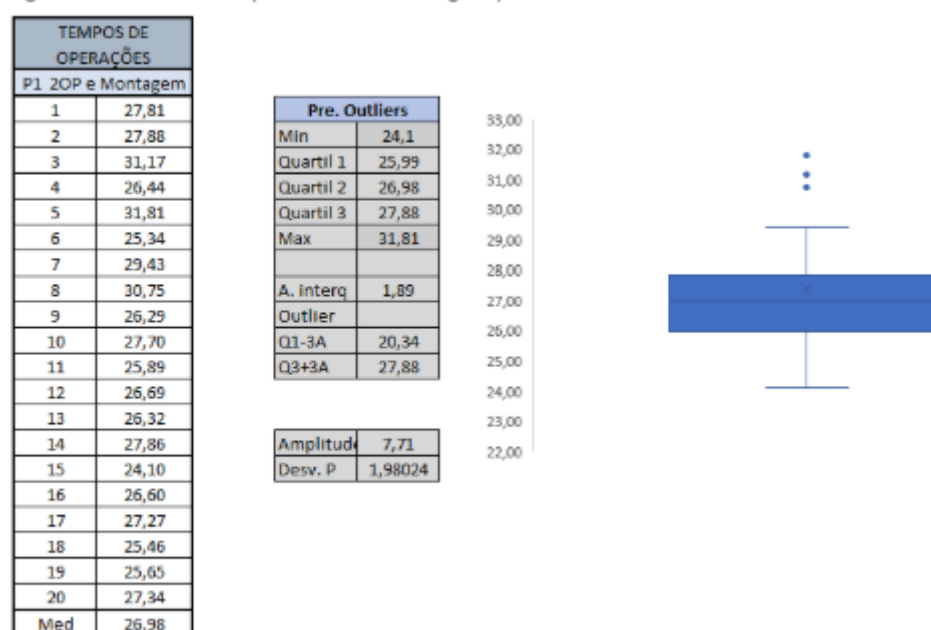 TEMPOS DE
OPERAÇÕES
P1 2OP e Montagem
1 27,81
2 27,88
3 31,17
4 26,44
5 31,81
6 25,34
7 29,43
8 30,75
9 26,29
10 27,70
11 25,89
12 26,69
13 26,32
14 27,86
15 24,10
16 26,60
17 27,27
18 25,46
19 25,65
20 27,34
Med 26,98
Pre. Outliers
Min 24,1
Quartil 1 25,99
Quartil 2 26,98
Quartil 3 27,88
Max 31,81
A. interq 1,89
Outlier
Q1-3A 20,34
Q3+3A 27,88
Amplitud 7,71
Desv. P 1,98024
33,00
32,00
31,00
30,00
29,00
28,00
27,00
26,00
25,00
24,00
23,00
22,00